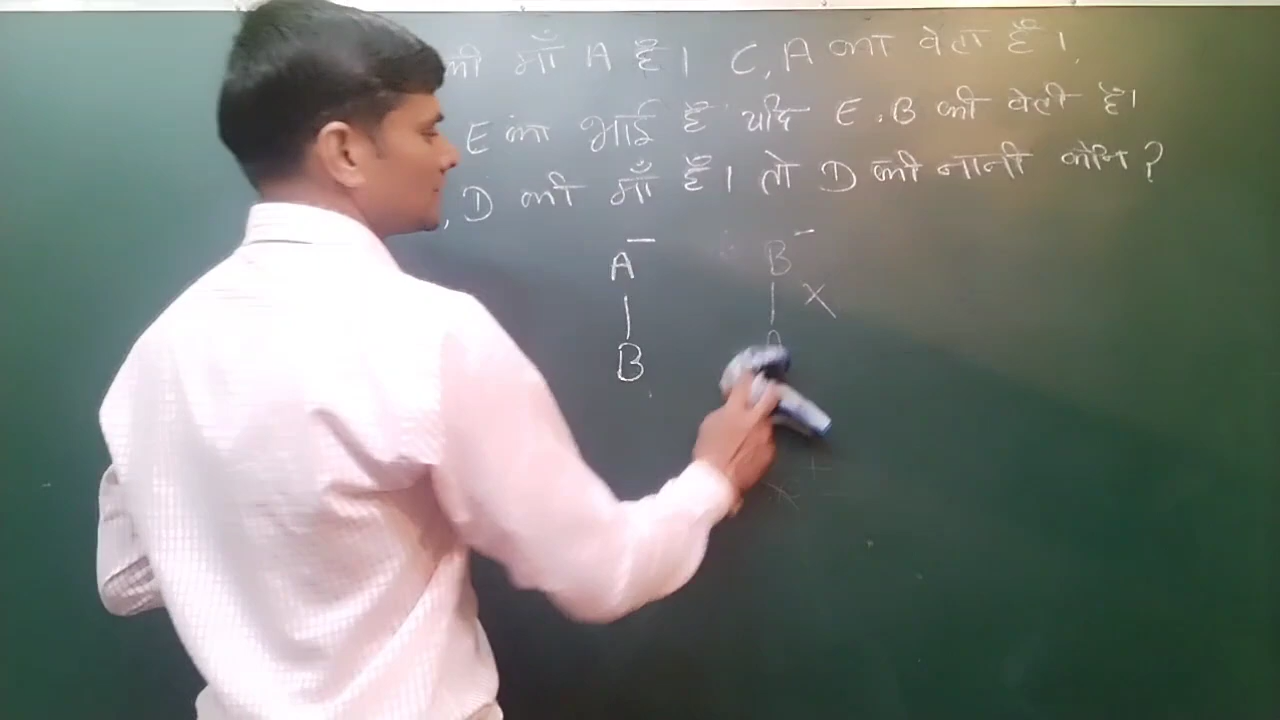 की माँ A है। C, A का बेटा है।
E का भाई है यदि E, B की बेटी है।
, D की माँ है। तो D की नानी कौन ?
A⁻ B⁻
| | X
B
+